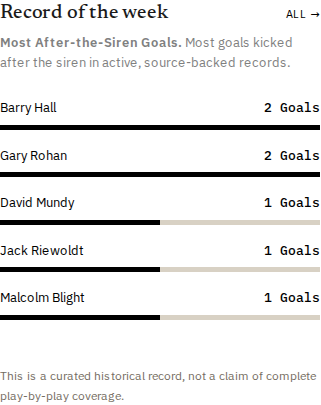 Record of the week
ALL →
Most After-the-Siren Goals. Most goals kicked
after the siren in active, source-backed records.
Barry Hall
2 Goals
Gary Rohan
2 Goals
David Mundy
1 Goals
Jack Riewoldt
1 Goals
Malcolm Blight
1 Goals
This is a curated historical record, not a claim of complete
play-by-play coverage.